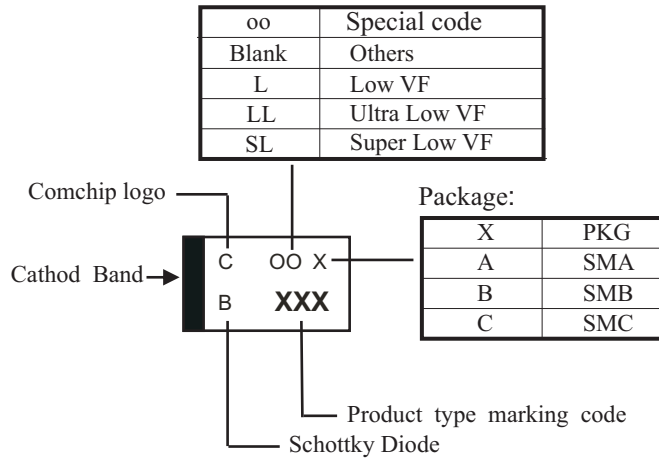 oo Special code
Blank Others
L Low VF
LL Ultra Low VF
SL Super Low VF
Comchip logo
Package:
X PKG
A SMA
B SMB
C SMC
Cathod Band
C OO X
B XXX
Product type marking code
Schottky Diode